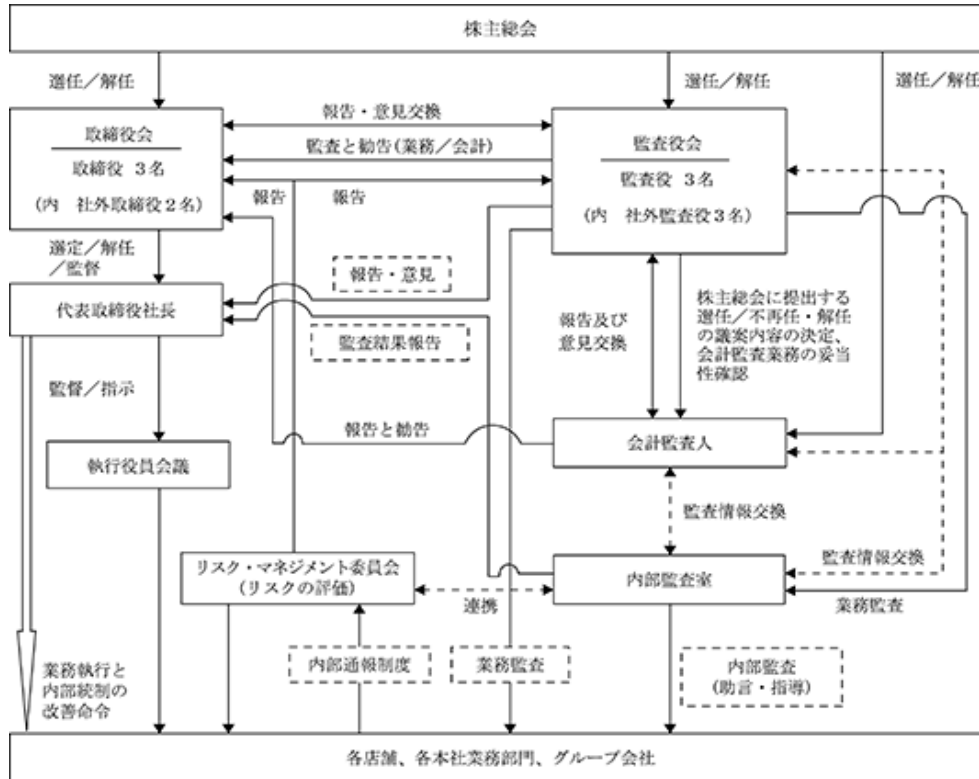 株主総会
選任／解任
選任／解任
選任／解任
取締役会
取締役 3名
(内 社外取締役2名)
報告・意見交換
監査と勧告(業務／会計)
報告
報告
監査役会
監査役 3名
(内 社外監査役3名)
選定／解任
／監督
報告・意見
代表取締役社長
監査結果報告
報告及び
意見交換
株主総会に提出する
選任／不再任・解任
の議案内容の決定、
会計監査業務の妥当
性確認
監督／指示
報告と勧告
会計監査人
執行役員会議
監査情報交換
リスク・マネジメント委員会
(リスクの評価)
連携
内部監査室
監査情報交換
業務監査
業務執行と
内部統制の
改善命令
内部通報制度
業務監査
内部監査
(助言・指導)
各店舗、各本社業務部門、グループ会社